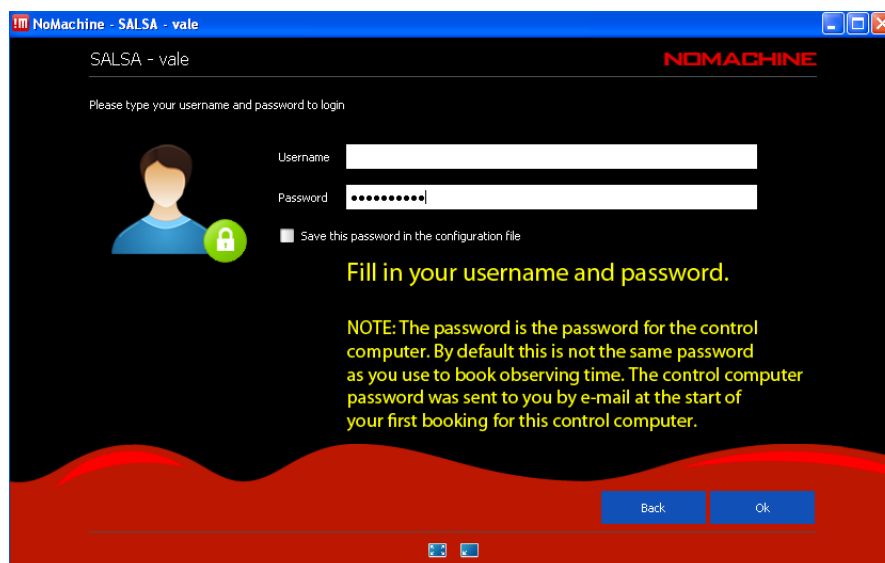 NoMachine - SALSA - vale
SALSA - vale
NOMACHINE
Please type your username and password to login
Username
Password
Save this password in the configuration file
Fill in your username and password.
NOTE: The password is the password for the control
computer. By default this is not the same password
as you use to book observing time. The control computer
password was sent to you by e-mail at the start of
your first booking for this control computer.
Back
Ok